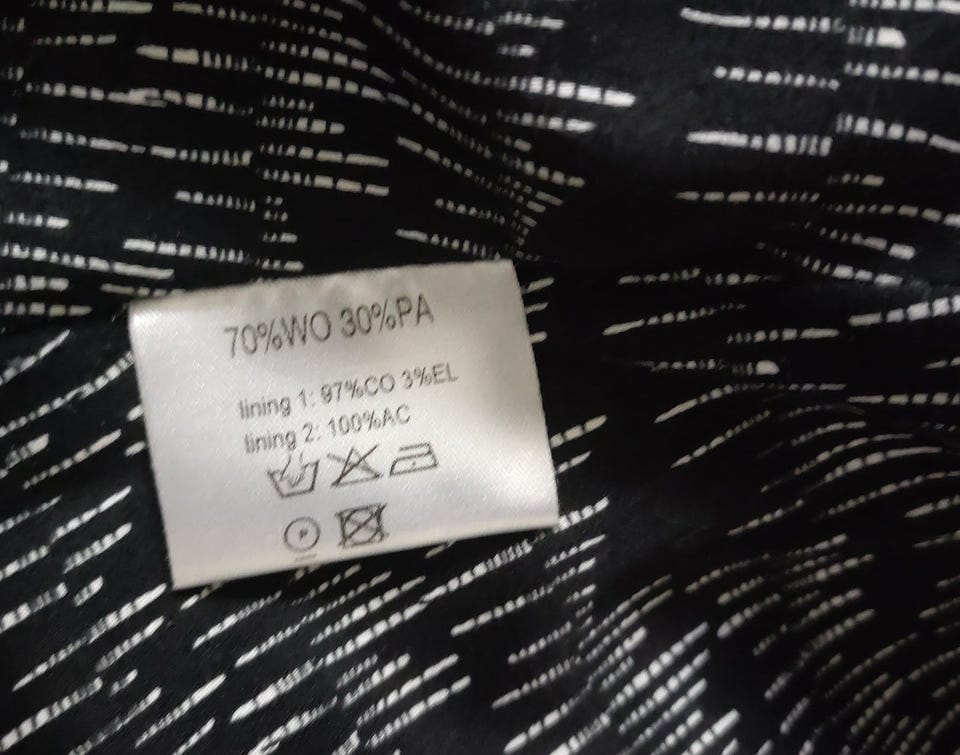 70%WO 30%PA
lining 1: 97%CO 3%EL
lining 2: 100%AC
P